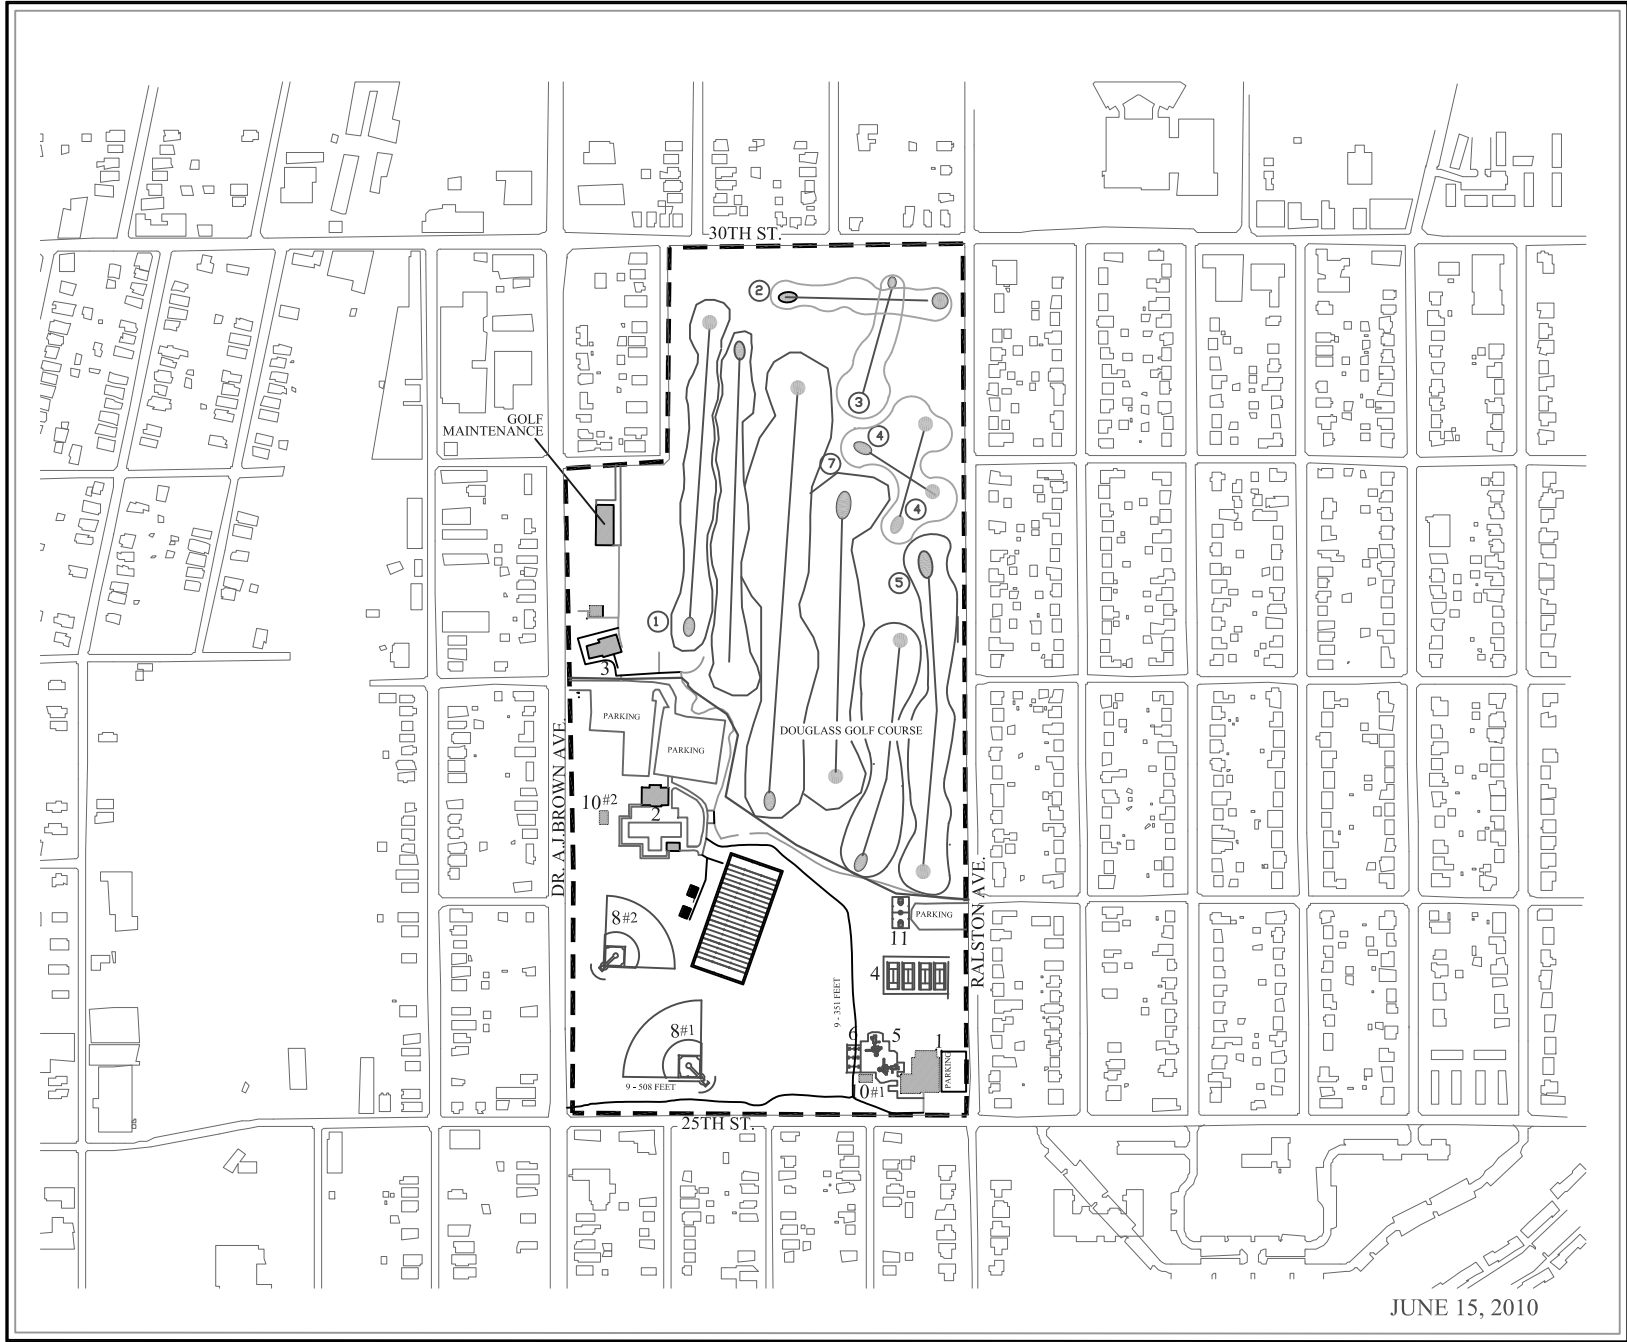 30TH ST.
2
3
GOLF
MAINTENANCE
4
7
4
5
1
3
PARKING
PARKING
DOUGLASS GOLF COURSE
DR. A.J.BROWN AVE.
10#2
2
RALSTON AVE.
8#2
PARKING
11
4
9 - 351 FEET
8#1
6
5
1
PARKING
9 - 508 FEET
0#1
25TH ST.
JUNE 15, 2010